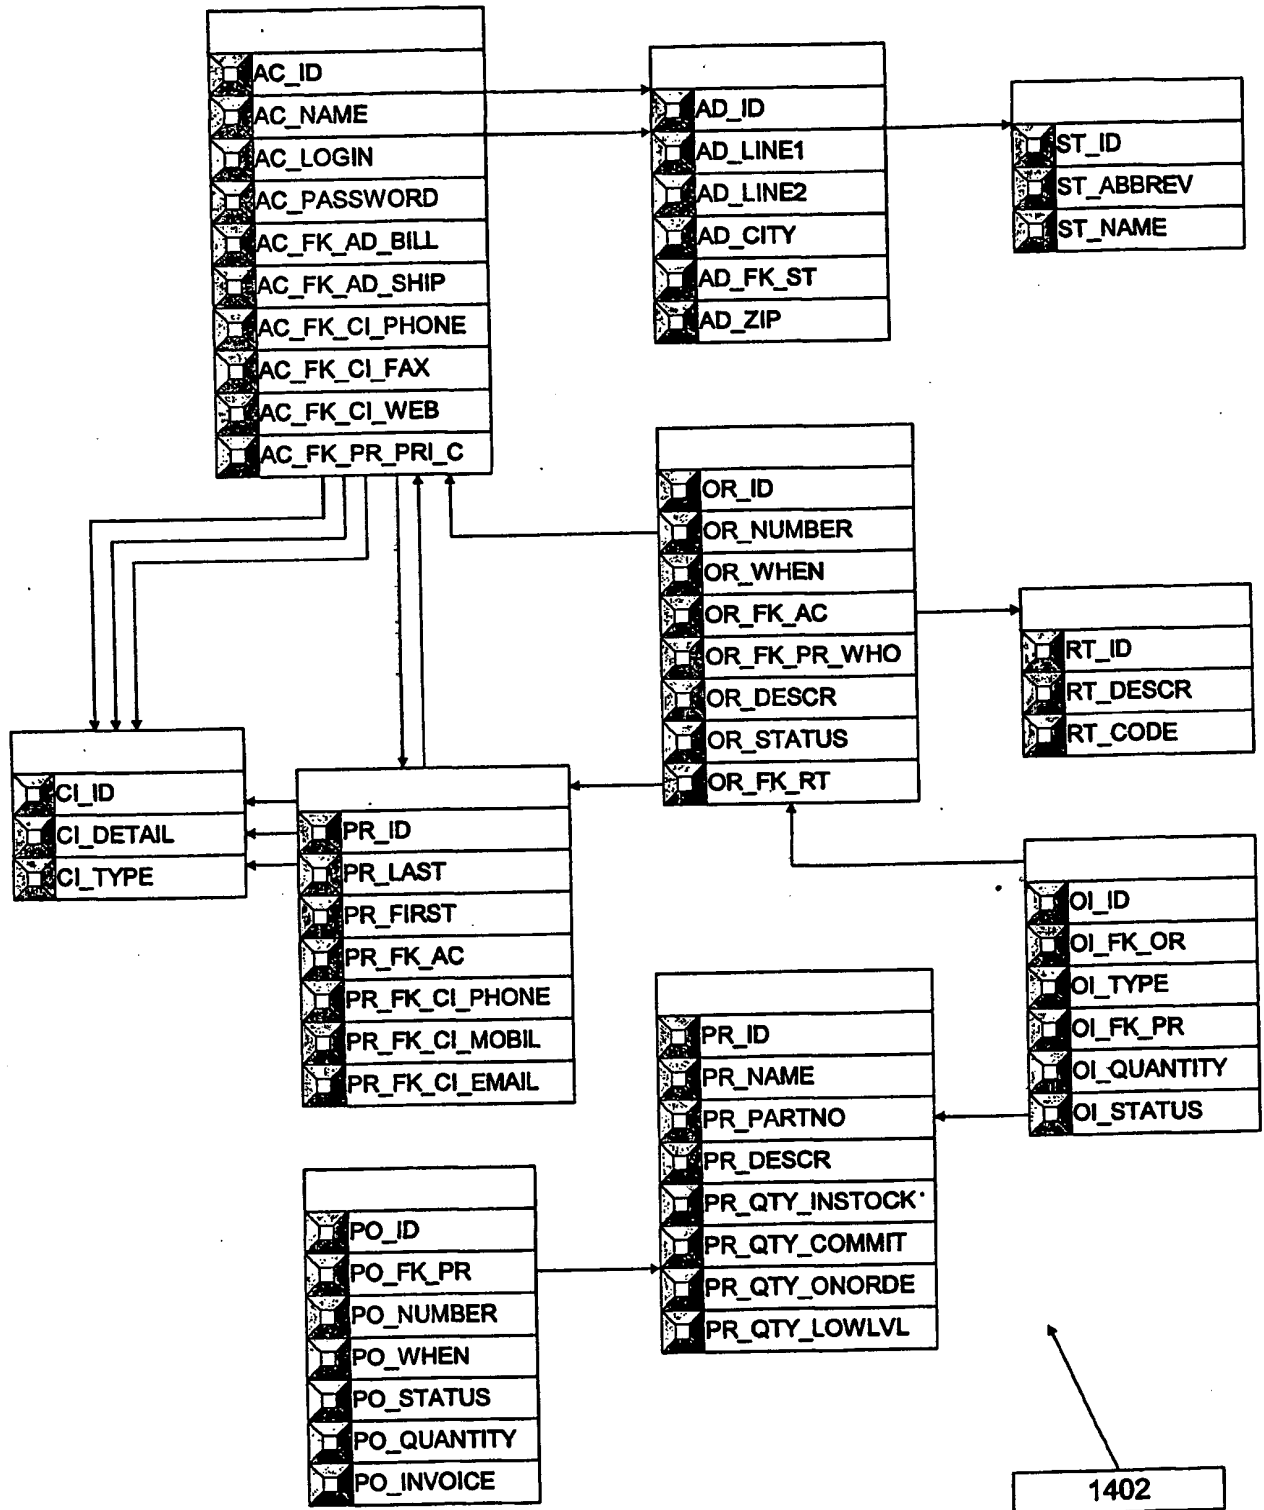 AC_ID
AC_NAME
AC_LOGIN
AC_PASSWORD
AC_FK_AD_BILL
AC_FK_AD_SHIP
AC_FK_CI_PHONE
AC_FK_CI_FAX
AC_FK_CI_WEB
AC_FK_PR_PRI_C
AD_ID
AD_LINE1
AD_LINE2
AD_CITY
AD_FK_ST
AD_ZIP
ST_ID
ST_ABBREV
ST_NAME
OR_ID
OR_NUMBER
OR_WHEN
OR_FK_AC
OR_FK_PR_WHO
OR_DESCR
OR_STATUS
OR_FK_RT
RT_ID
RT_DESCR
RT_CODE
CI_ID
CI_DETAIL
CI_TYPE
PR_ID
PR_LAST
PR_FIRST
PR_FK_AC
PR_FK_CI_PHONE
PR_FK_CI_MOBIL
PR_FK_CI_EMAIL
OI_ID
OI_FK_OR
OI_TYPE
OI_FK_PR
OI_QUANTITY
OI_STATUS
PR_ID
PR_NAME
PR_PARTNO
PR_DESCR
PR_QTY_INSTOCK
PR_QTY_COMMIT
PR_QTY_ONORDE
PR_QTY_LOWLVL
PO_ID
PO_FK_PR
PO_NUMBER
PO_WHEN
PO_STATUS
PO_QUANTITY
PO_INVOICE
1402